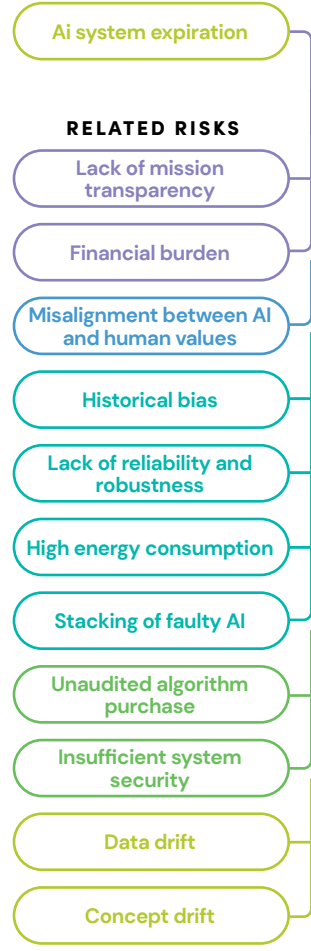 Ai system expiration
RELATED RISKS
Lack of mission
transparency
Financial burden
Misalignment between AI
and human values
Historical bias
Lack of reliability and
robustness
High energy consumption
Stacking of faulty AI
Unaudited algorithm
purchase
Insufficient system
security
Data drift
Concept drift